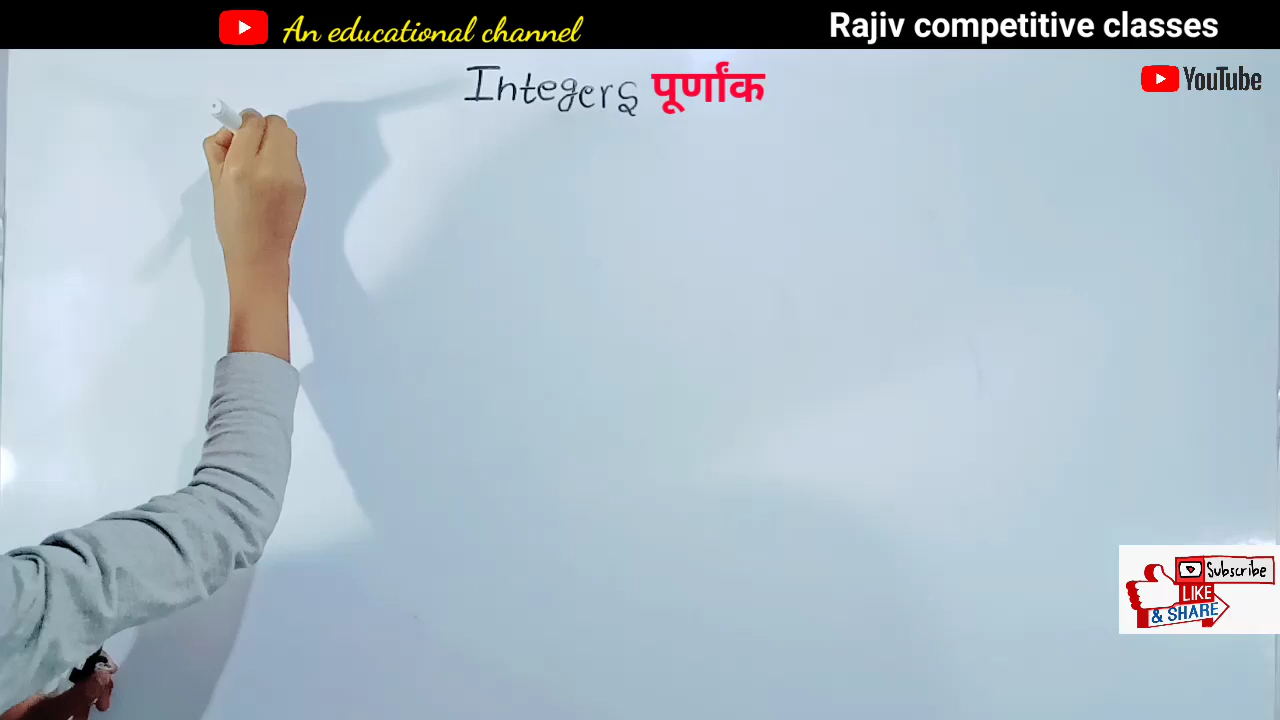 An educational channel
Rajiv competitive classes
Integers पूर्णांक
YouTube
Subscribe
LIKE
& SHARE